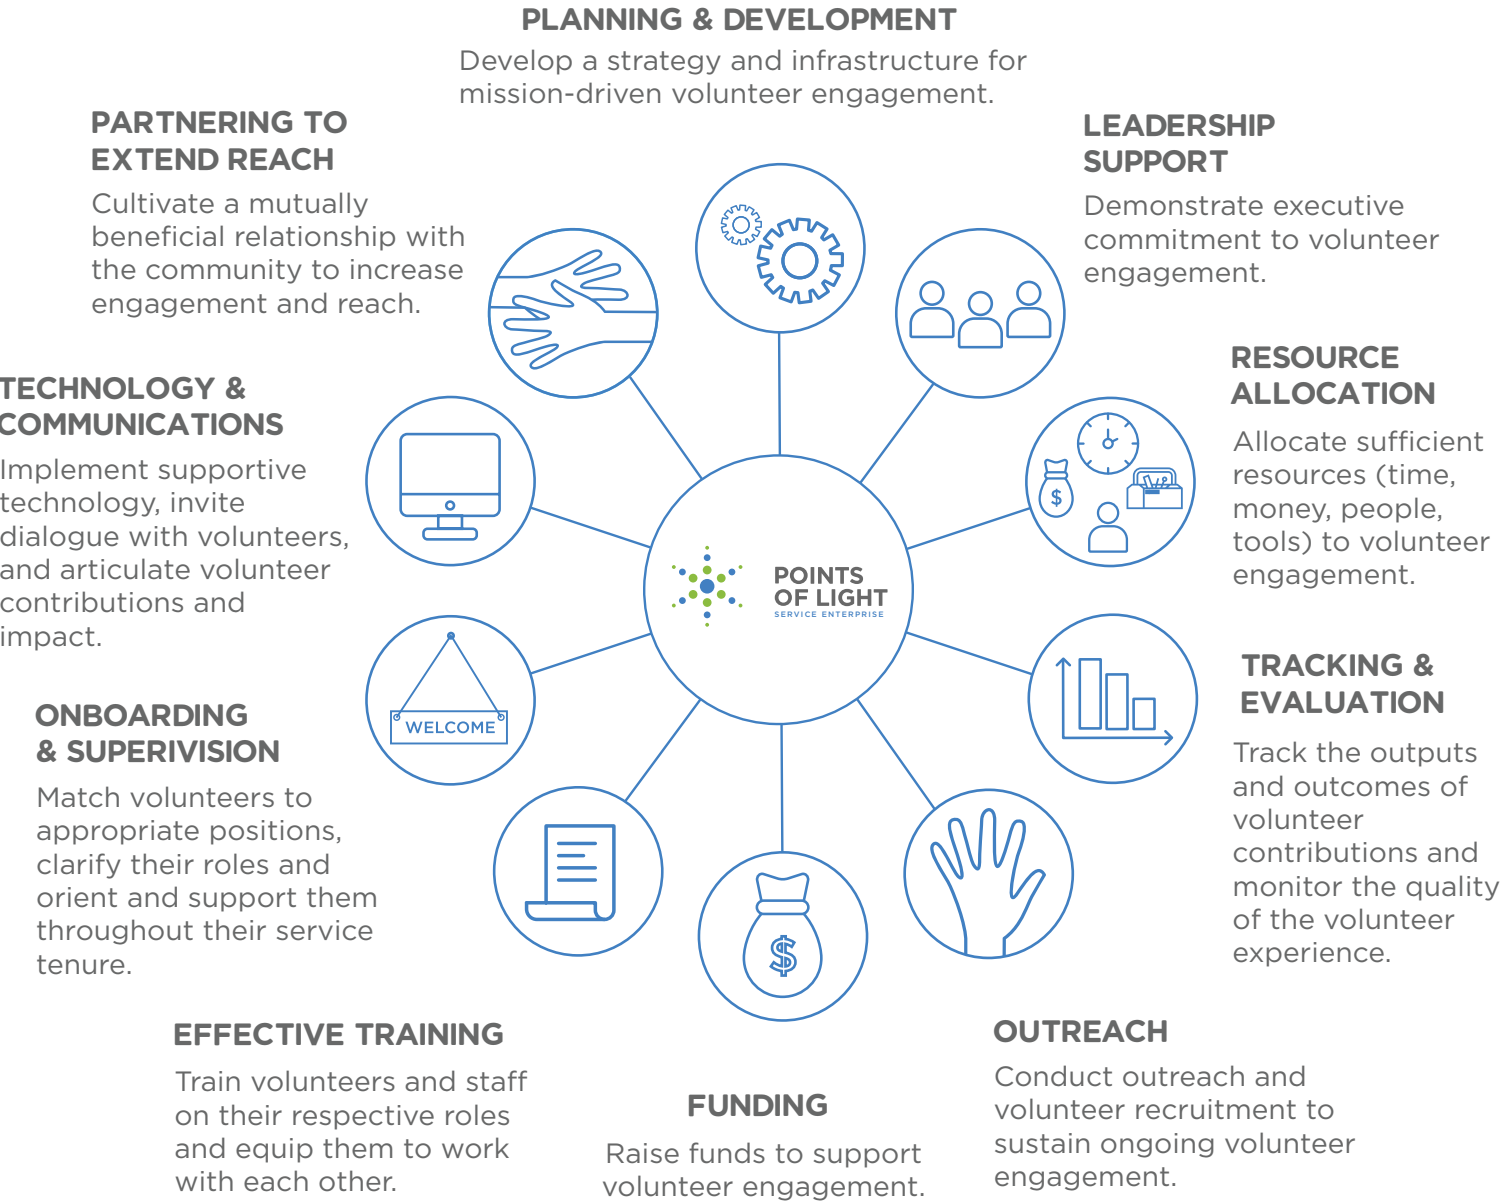 PLANNING & DEVELOPMENT
Develop a strategy and infrastructure for
mission-driven volunteer engagement.
LEADERSHIP
SUPPORT
Demonstrate executive
commitment to volunteer
engagement.
RESOURCE
ALLOCATION
Allocate sufficient
resources (time,
money, people,
tools) to volunteer
engagement.
$
TRACKING &
EVALUATION
Track the outputs
and outcomes of
volunteer
contributions and
monitor the quality
of the volunteer
experience.
OUTREACH
Conduct outreach and
volunteer recruitment to
sustain ongoing volunteer
engagement.
$
FUNDING
Raise funds to support
volunteer engagement.
EFFECTIVE TRAINING
Train volunteers and staff
on their respective roles
and equip them to work
with each other.
ONBOARDING
& SUPERIVISION
Match volunteers to
appropriate positions,
clarify their roles and
orient and support them
throughout their service
tenure.
WELCOME
TECHNOLOGY &
COMMUNICATIONS
Implement supportive
technology, invite
dialogue with volunteers,
and articulate volunteer
contributions and
impact.
PARTNERING TO
EXTEND REACH
Cultivate a mutually
beneficial relationship with
the community to increase
engagement and reach.
POINTS
OF LIGHT
SERVICE ENTERPRISE